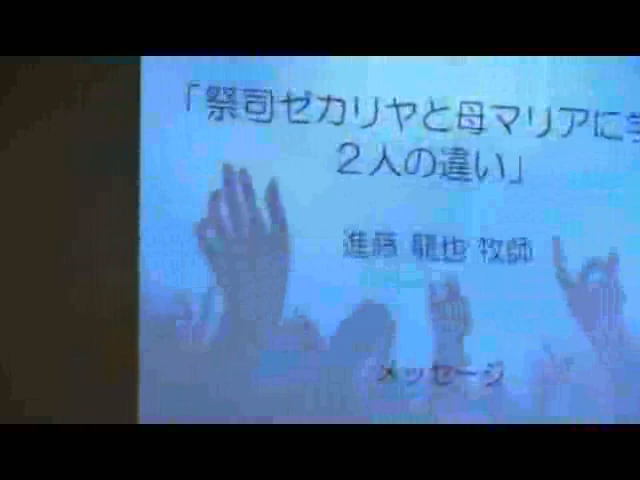 「祭司ゼカリヤと母マリアに学
２人の違い」
進藤 龍也 牧師
メッセージ